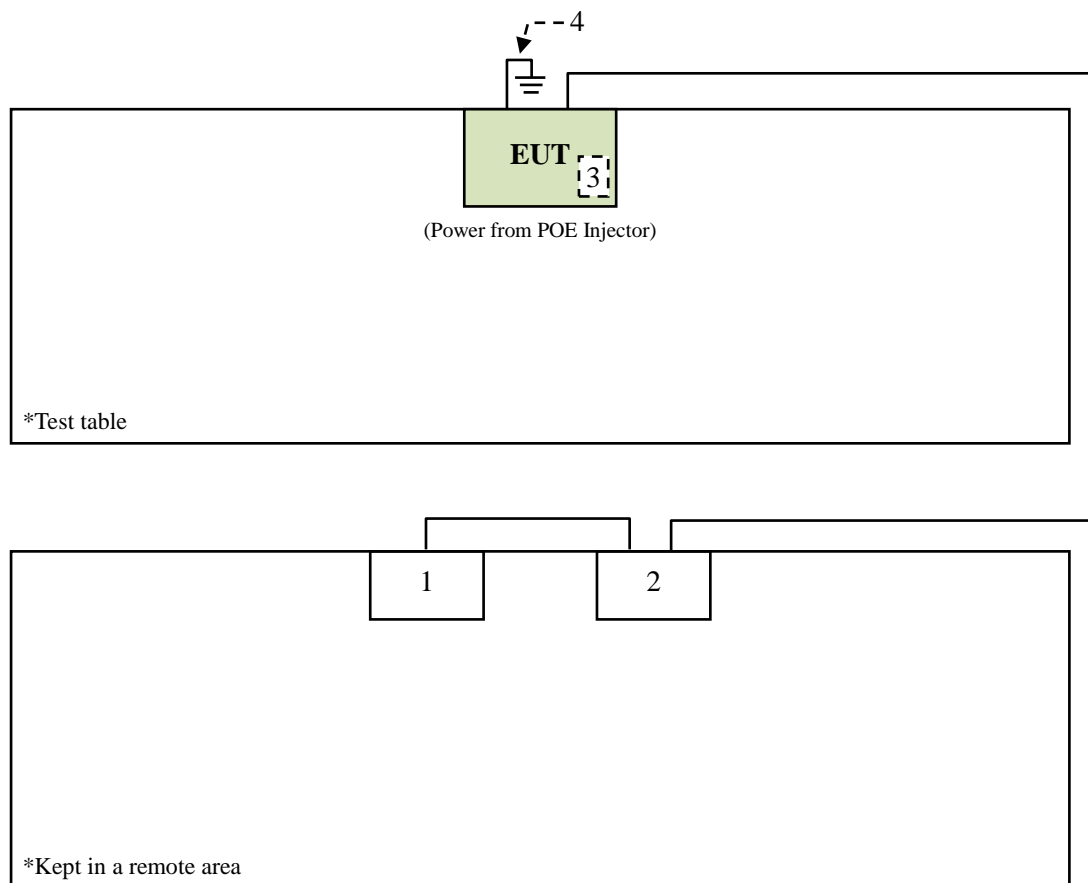 4
EUT
3
(Power from POE Injector)
*Test table
1
2
*Kept in a remote area